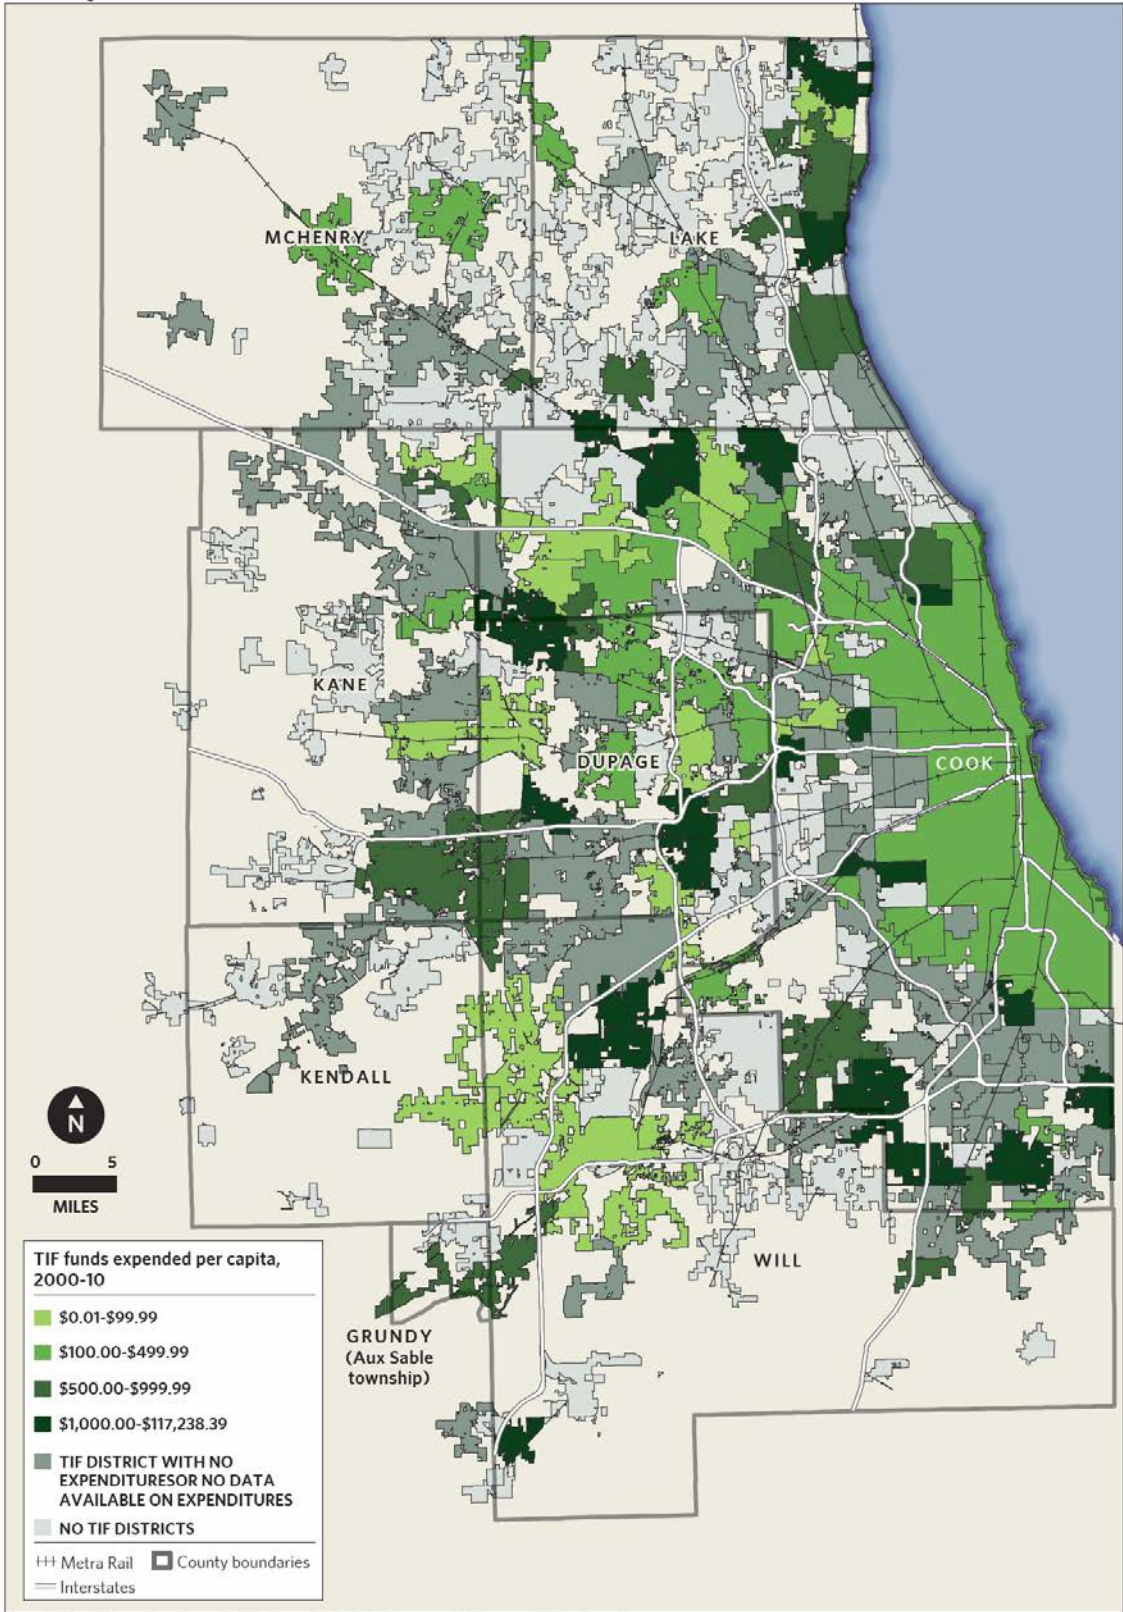 MCHENRY
LAKE
KANE
DUPAGE
COOK
KENDALL
N
0 5
MILES
WILL
GRUNDY
(Aux Sable
township)
TIF funds expended per capita,
2000-10
$0.01-$99.99
$100.00-$499.99
$500.00-$999.99
$1,000.00-$117,238.39
TIF DISTRICT WITH NO
EXPENDITURESOR NO DATA
AVAILABLE ON EXPENDITURES
NO TIF DISTRICTS
Metra Rail County boundaries
Interstates